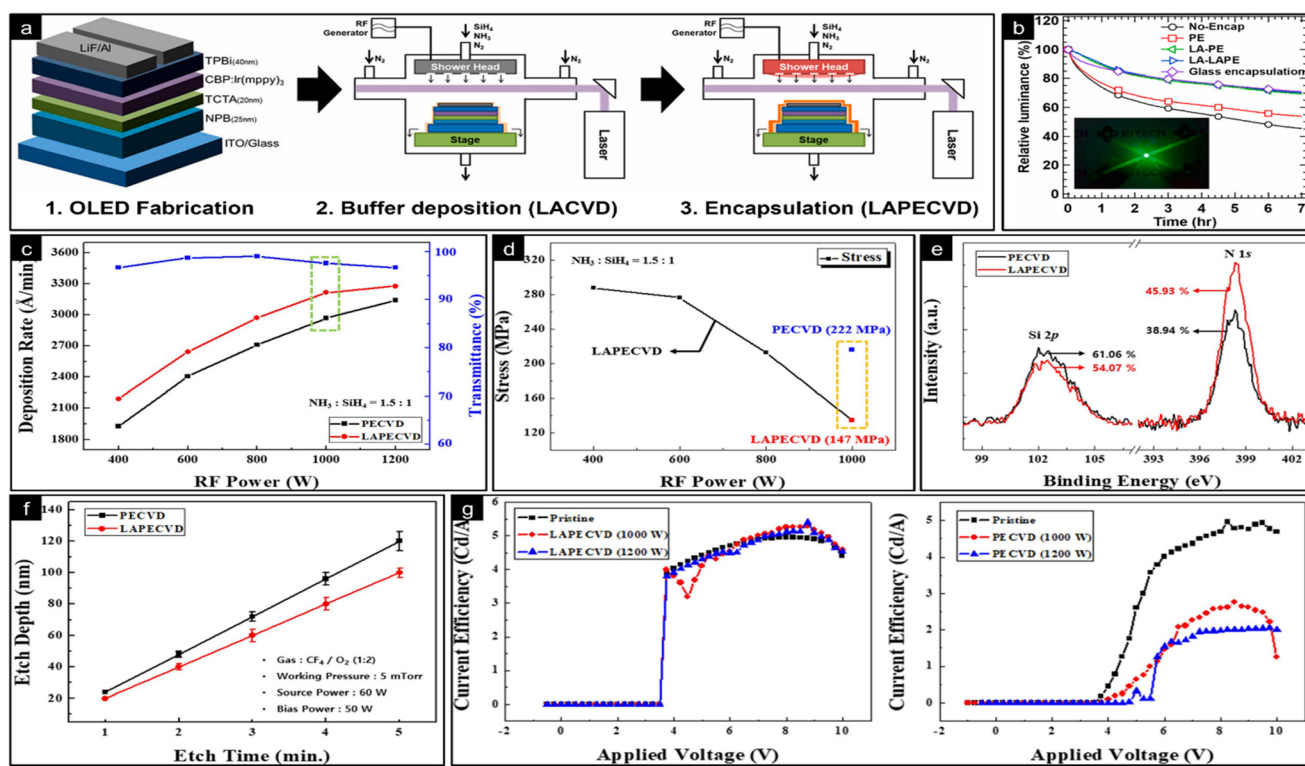 a
LiF/Al
TPBi(40nm)
CBP:Ir(mppy)3
TCTA(20nm)
NPB(25nm)
ITO/Glass
1. OLED Fabrication
RF
Generator
SiH4
NH3
N2
N2
N2
Shower Head
Stage
Laser
2. Buffer deposition (LACVD)
RF
Generator
SiH4
NH3
N2
N2
N2
Shower Head
Stage
Laser
3. Encapsulation (LAPECVD)
b
Relative luminance (%)
120
100
80
60
40
20
0
No-Encap
PE
LA-PE
LA-LAPE
Glass encapsulation
KITECH
0 1 2 3 4 5 6 7
Time (hr)
c
Deposition Rate (Å/min)
3600
3300
3000
2700
2400
2100
1800
100
90
80
70
60
Transmittance (%)
NH3 : SiH4 = 1.5 : 1
PECVD
LAPECVD
400 600 800 1000 1200
RF Power (W)
d
Stress (MPa)
360
320
280
240
200
160
120
NH3 : SiH4 = 1.5 : 1
Stress
LAPECVD
PECVD (222 MPa)
LAPECVD (147 MPa)
400 600 800 1000
RF Power (W)
e
Intensity (a.u.)
PECVD
LAPECVD
N 1s
45.93 %
38.94 %
Si 2p
61.06 %
54.07 %
99 102 105 393 396 399 402
Binding Energy (eV)
f
Etch Depth (nm)
140
120
100
80
60
40
20
PECVD
LAPECVD
• Gas : CF4 / O2 (1:2)
• Working Pressure : 5 mTorr
• Source Power : 60 W
• Bias Power : 50 W
1 2 3 4 5
Etch Time (min.)
g
Current Efficiency (Cd/A)
6
5
4
3
2
1
0
Pristine
LAPECVD (1000 W)
LAPECVD (1200 W)
0 2 4 6 8 10
Applied Voltage (V)
Current Efficiency (Cd/A)
5
4
3
2
1
0
Pristine
PECVD (1000 W)
PECVD (1200 W)
-2 0 2 4 6 8 10
Applied Voltage (V)